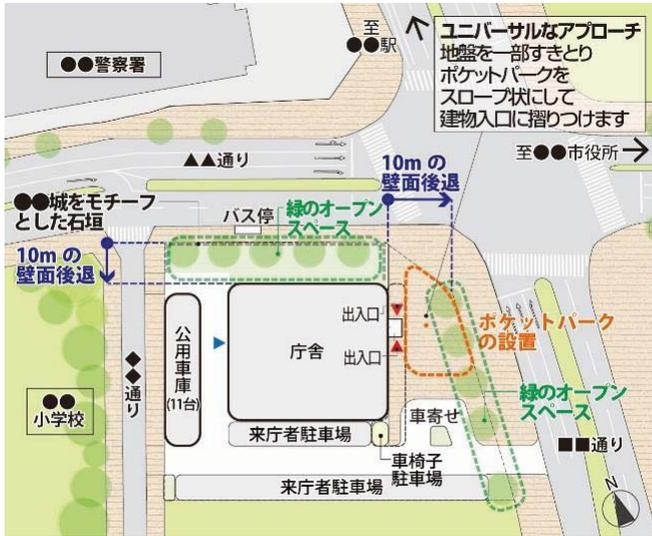 至
●●駅
ユニバーサルなアプローチ
地盤を一部すきとり
ポケットパークを
スロープ状にして
建物入口に摺りつけます
●●警察署
▲▲通り
10mの
壁面後退
至●●市役所
●●城をモチーフ
とした石垣
バス停
緑のオープン
スペース
10mの
壁面後退
出入口
ポケットパーク
の設置
公用車庫
(11台)
庁舎
出入口
◆◆通り
●●
小学校
緑のオープン
スペース
車寄せ
来庁者駐車場
車椅子
駐車場
■■通り
来庁者駐車場
N